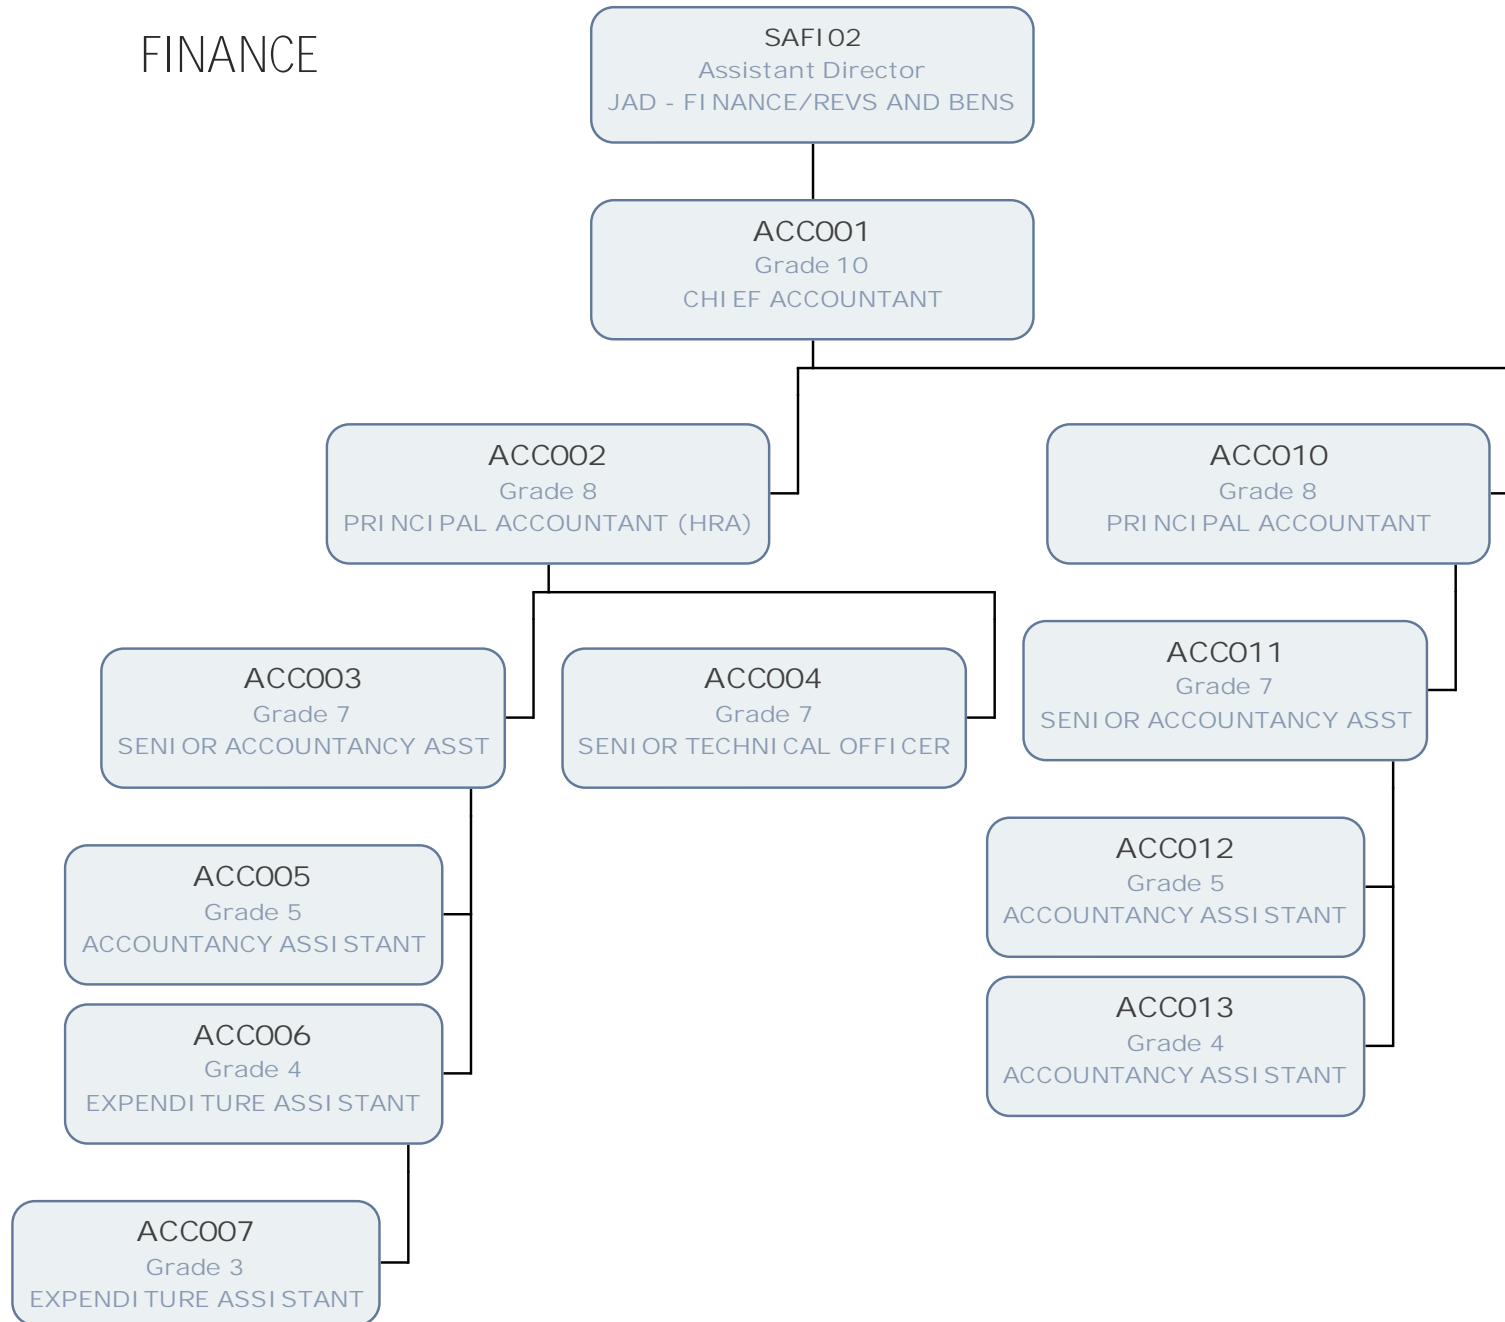 FINANCE
SAFI02
Assistant Director
JAD - FINANCE/REVS AND BENS
ACC001
Grade 10
CHIEF ACCOUNTANT
ACC002
Grade 8
PRINCIPAL ACCOUNTANT (HRA)
ACC010
Grade 8
PRINCIPAL ACCOUNTANT
ACC003
Grade 7
SENIOR ACCOUNTANCY ASST
ACC004
Grade 7
SENIOR TECHNICAL OFFICER
ACC011
Grade 7
SENIOR ACCOUNTANCY ASST
ACC005
Grade 5
ACCOUNTANCY ASSISTANT
ACC012
Grade 5
ACCOUNTANCY ASSISTANT
ACC006
Grade 4
EXPENDITURE ASSISTANT
ACC013
Grade 4
ACCOUNTANCY ASSISTANT
ACC007
Grade 3
EXPENDITURE ASSISTANT